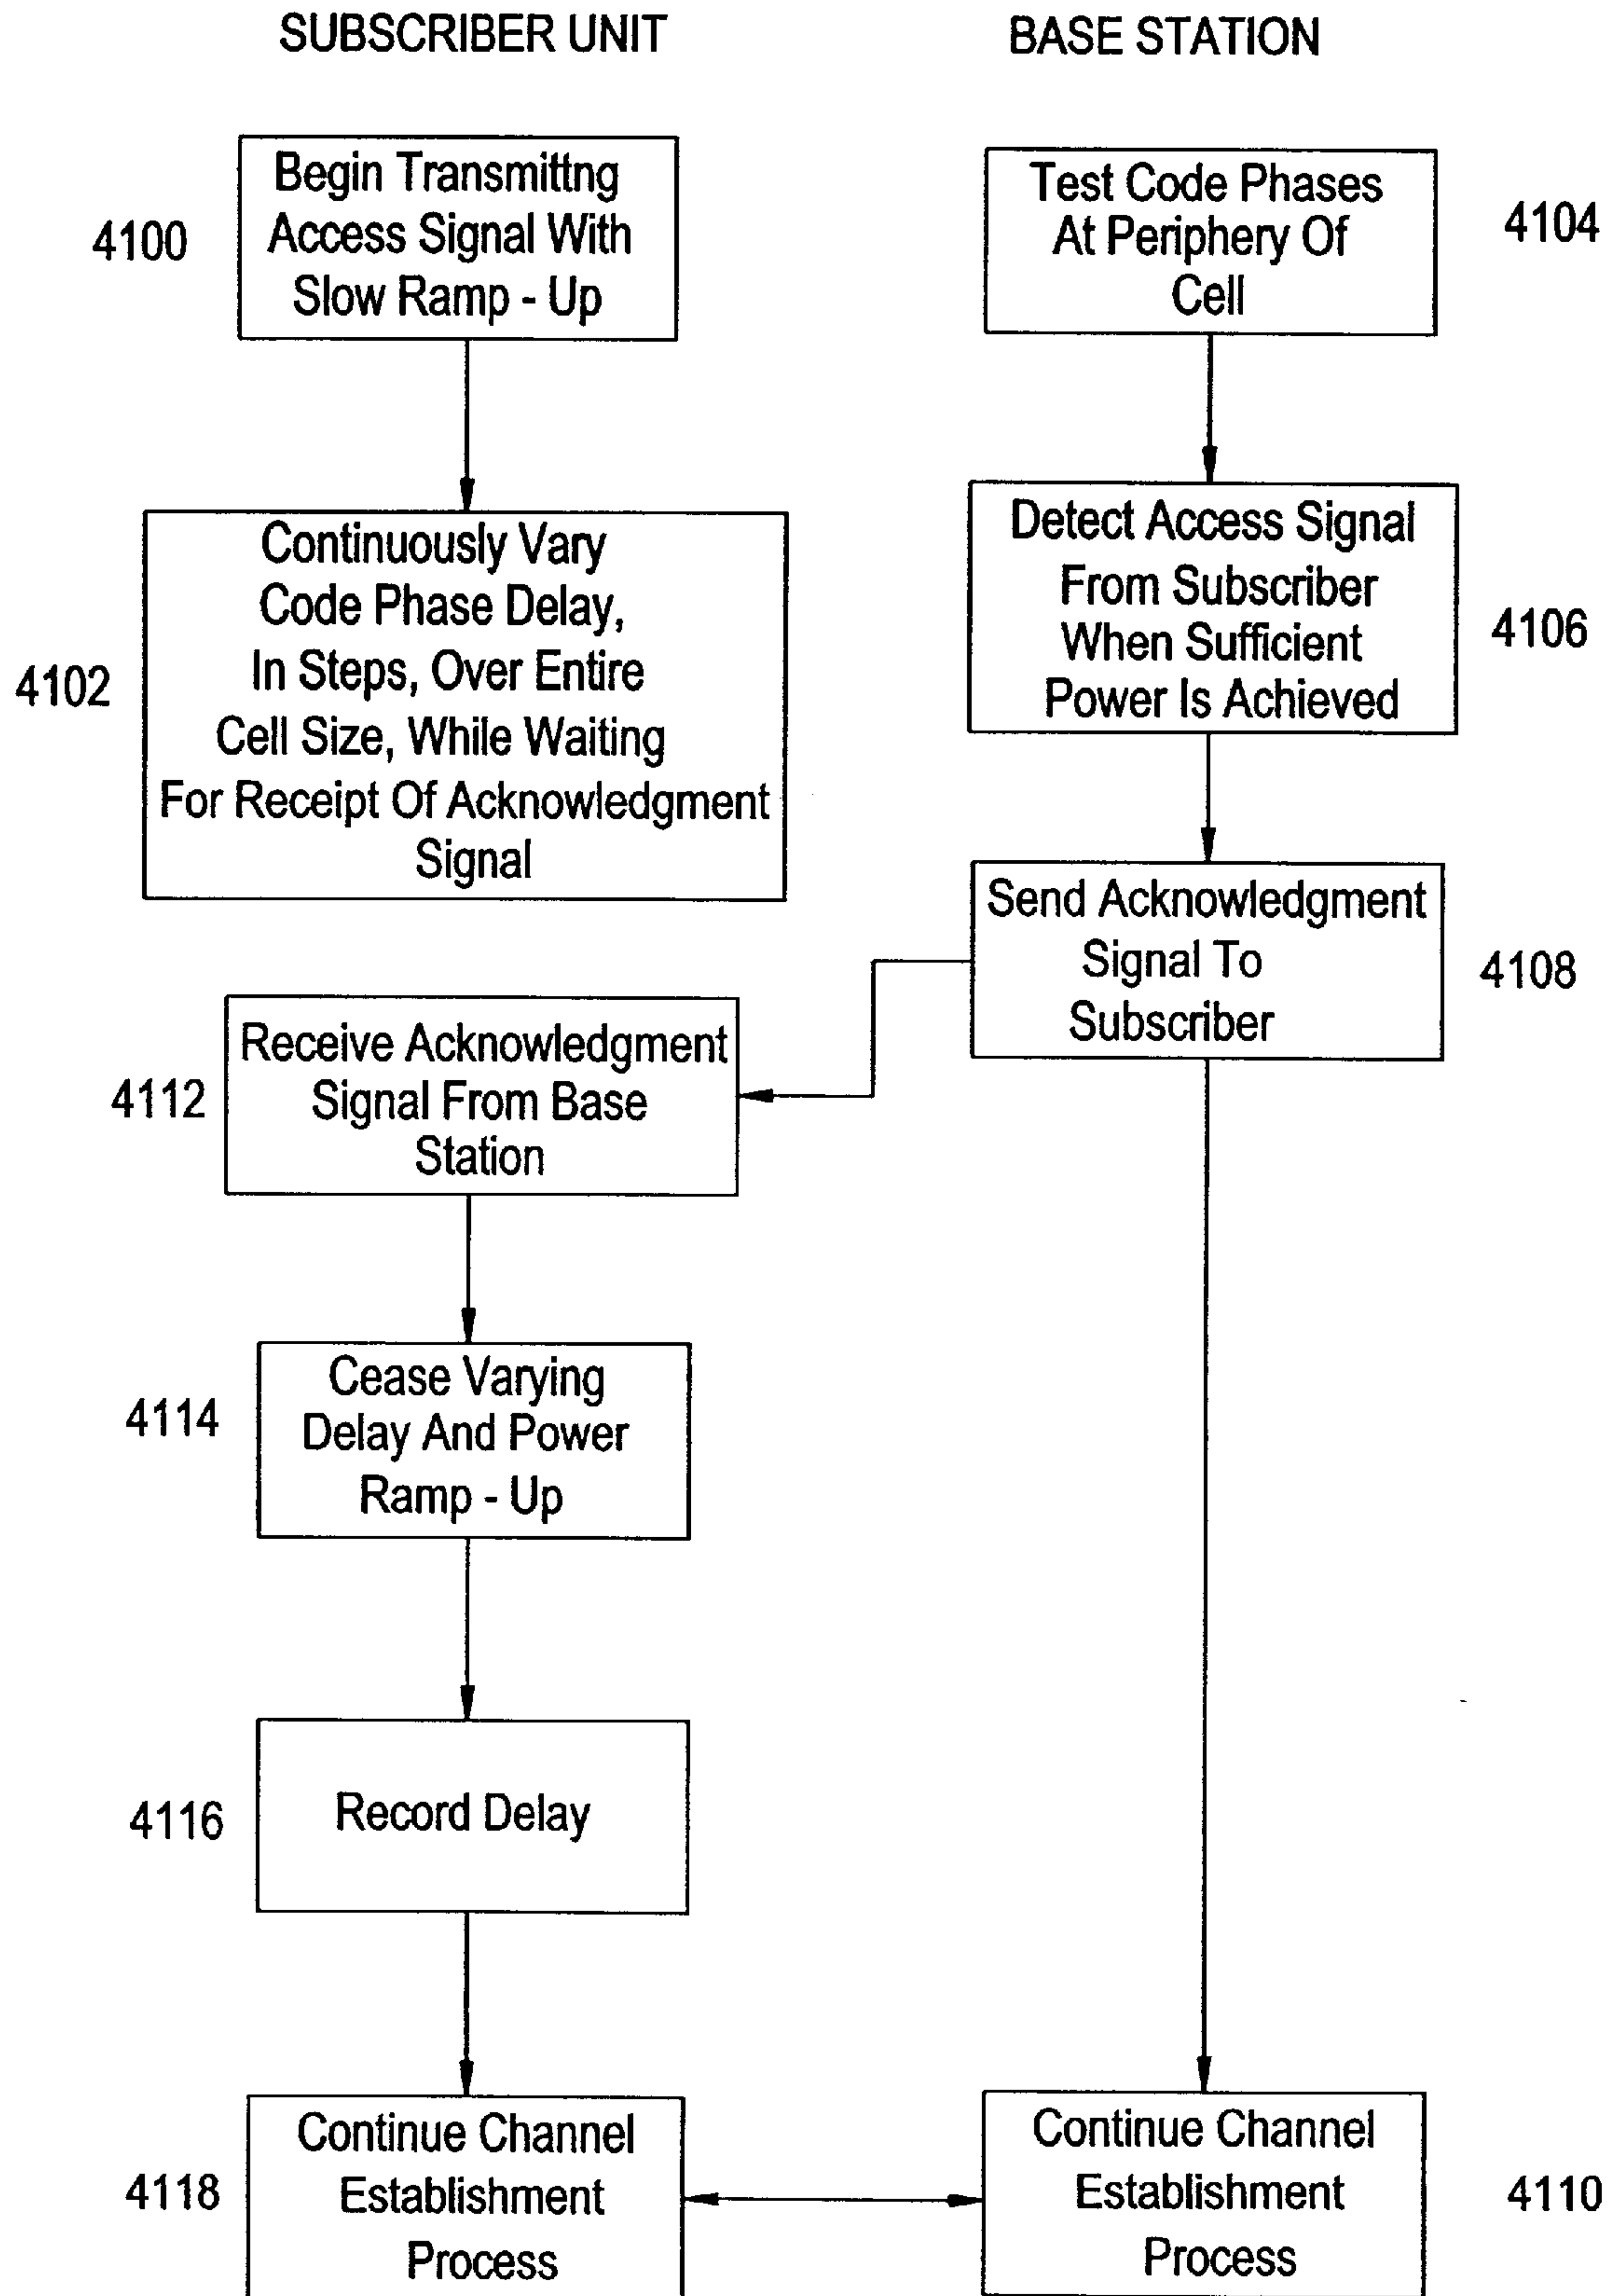 SUBSCRIBER UNIT
BASE STATION
4100
Begin Transmittng
Access Signal With
Slow Ramp - Up
Test Code Phases
At Periphery Of
Cell
4104
4102
Continuously Vary
Code Phase Delay,
In Steps, Over Entire
Cell Size, While Waiting
For Receipt Of Acknowledgment
Signal
Detect Access Signal
From Subscriber
When Sufficient
Power Is Achieved
4106
Send Acknowledgment
Signal To
Subscriber
4108
4112
Receive Acknowledgment
Signal From Base
Station
4114
Cease Varying
Delay And Power
Ramp - Up
4116
Record Delay
4118
Continue Channel
Establishment
Process
Continue Channel
Establishment
Process
4110